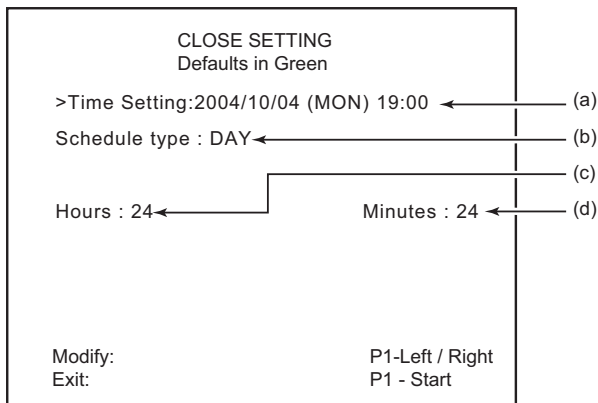 CLOSE SETTING
Defaults in Green
>Time Setting:2004/10/04 (MON) 19:00
(a)
Schedule type : DAY
(b)
(c)
Hours : 24
Minutes : 24
(d)
Modify:
P1-Left / Right
Exit:
P1 - Start